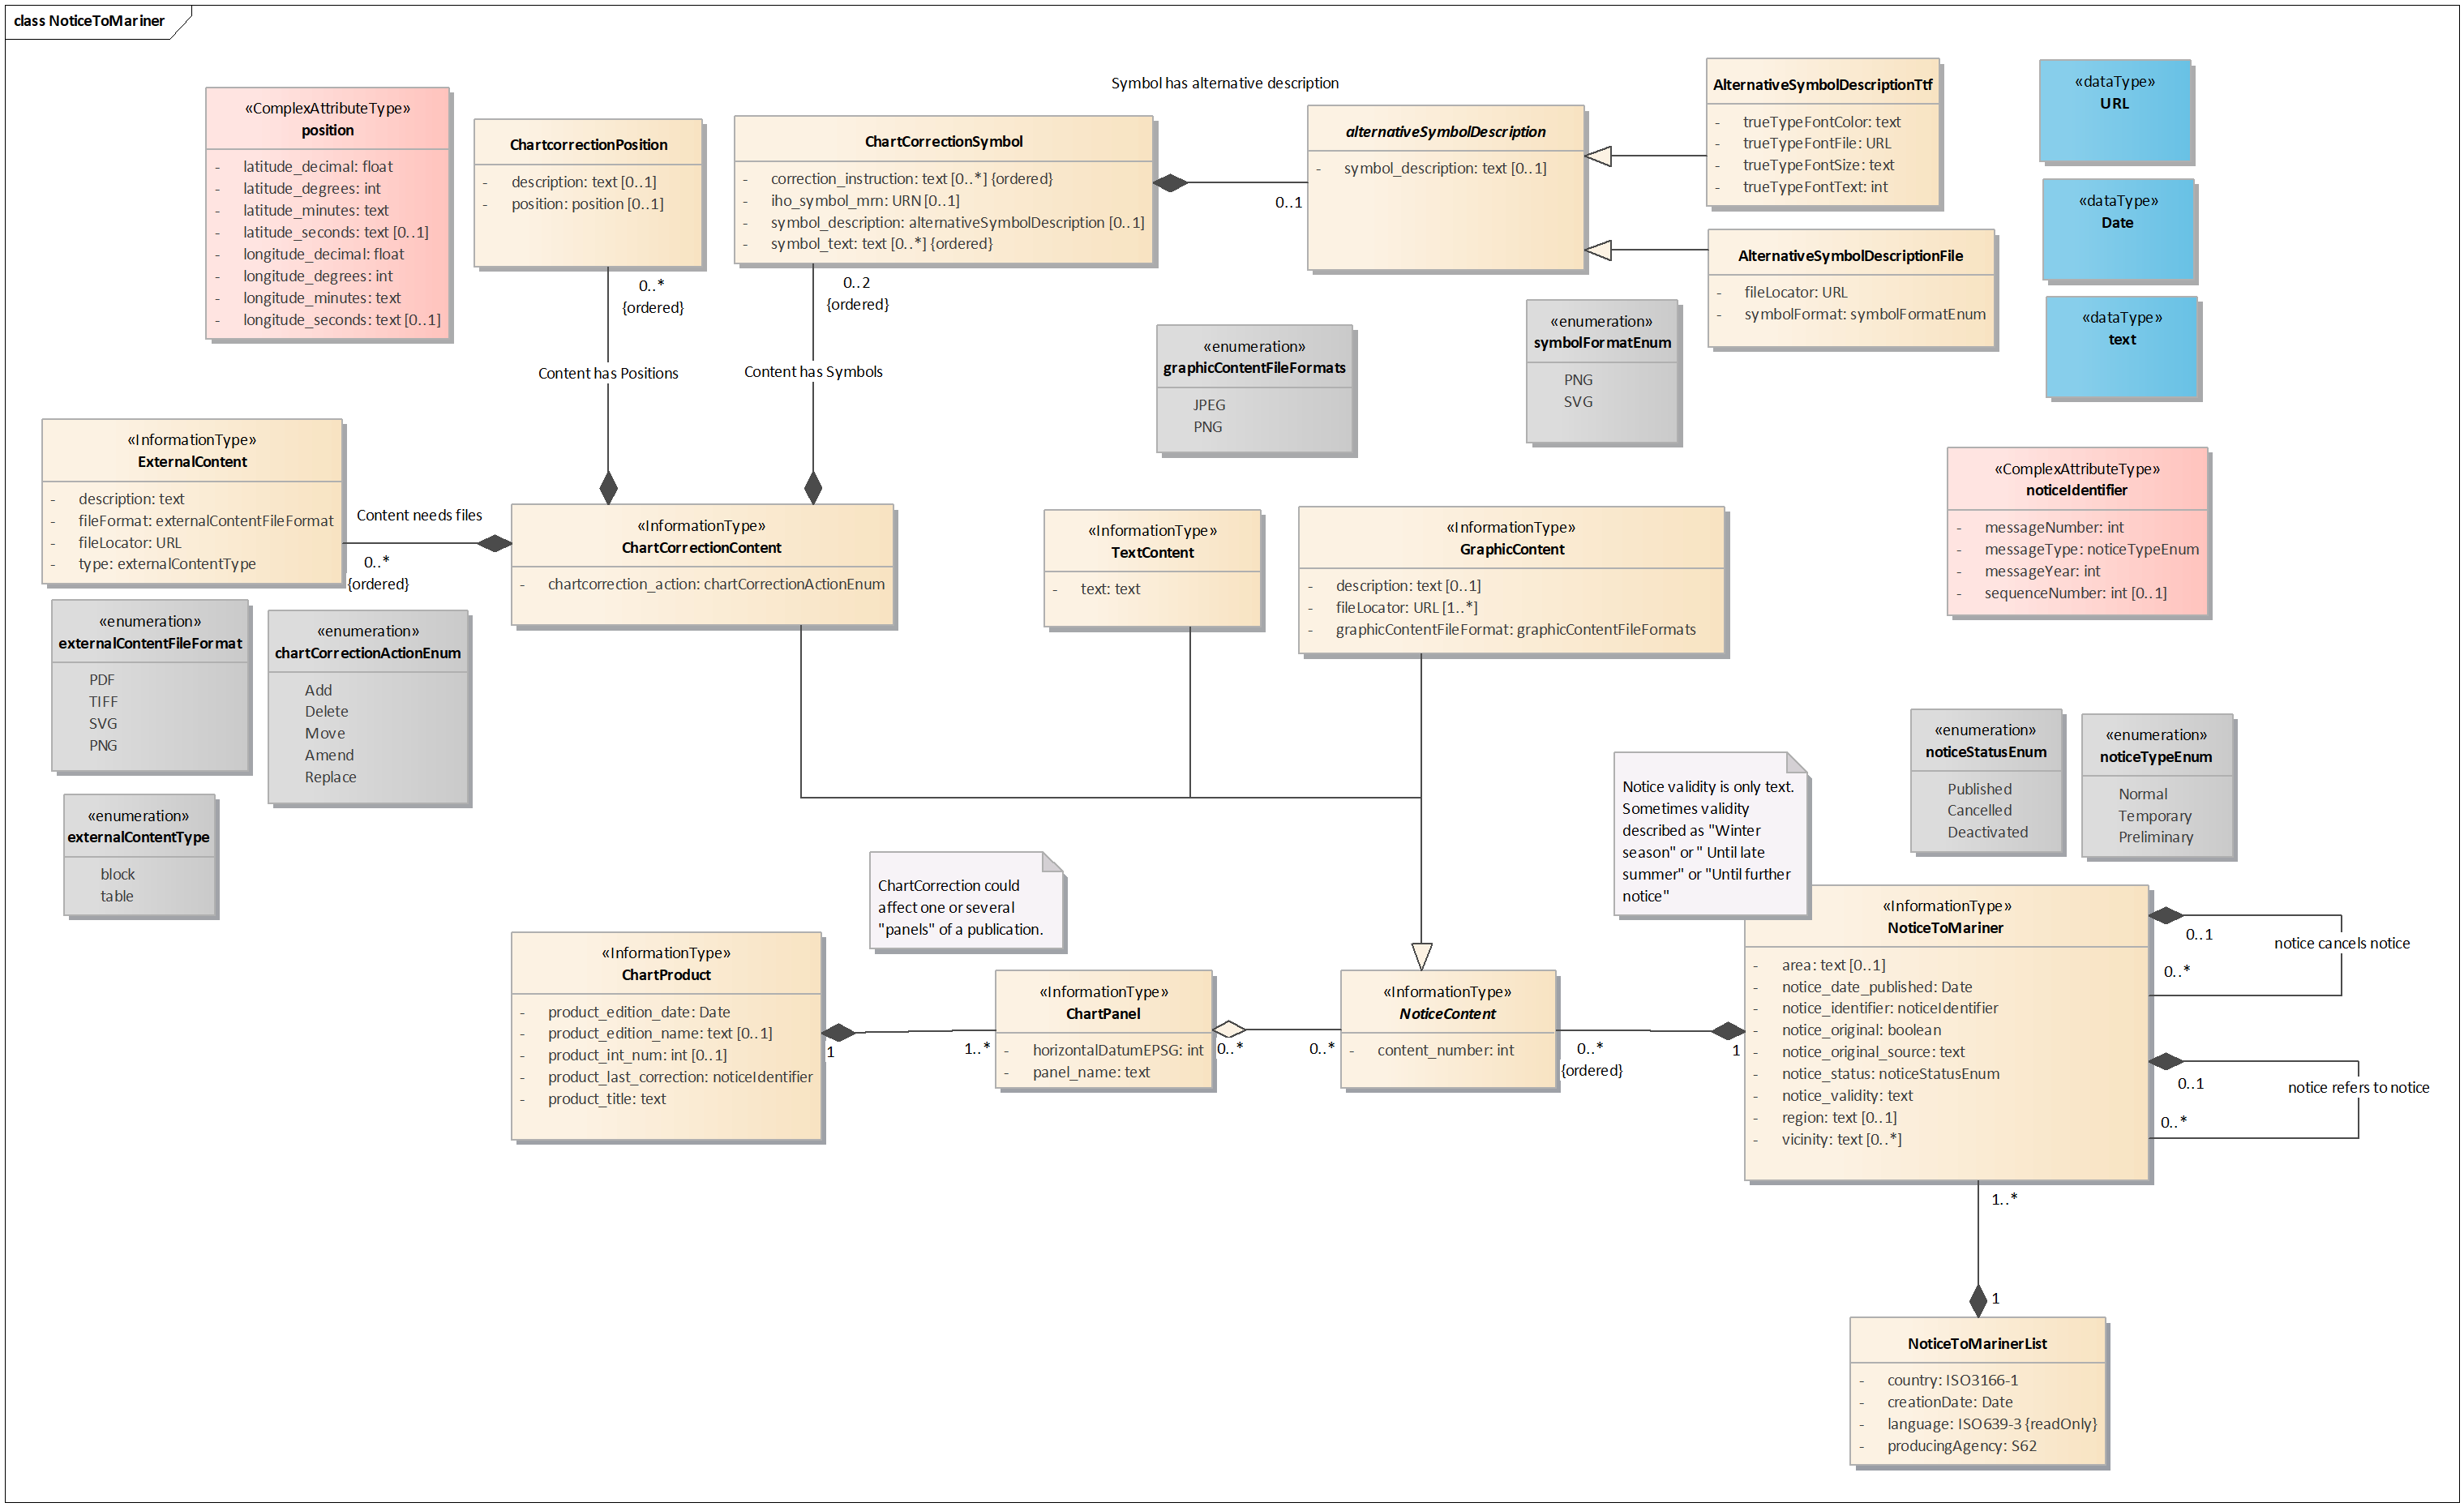 class NoticeToMariner
«ComplexAttributeType»
position
- latitude_decimal: float
- latitude_degrees: int
- latitude_minutes: text
- latitude_seconds: text [0..1]
- longitude_decimal: float
- longitude_degrees: int
- longitude_minutes: text
- longitude_seconds: text [0..1]
ChartcorrectionPosition
- description: text [0..1]
- position: position [0..1]
0..*
{ordered}
Content has Positions
ChartCorrectionSymbol
- correction_instruction: text [0..*] {ordered}
- iho_symbol_mrn: URN [0..1]
- symbol_description: alternativeSymbolDescription [0..1]
- symbol_text: text [0..*] {ordered}
0..2
{ordered}
Content has Symbols
Symbol has alternative description
0..1
alternativeSymbolDescription
- symbol_description: text [0..1]
AlternativeSymbolDescriptionTtf
- trueTypeFontColor: text
- trueTypeFontFile: URL
- trueTypeFontSize: text
- trueTypeFontText: int
AlternativeSymbolDescriptionFile
- fileLocator: URL
- symbolFormat: symbolFormatEnum
«dataType»
URL
«dataType»
Date
«dataType»
text
«enumeration»
graphicContentFileFormats
JPEG
PNG
«enumeration»
symbolFormatEnum
PNG
SVG
«InformationType»
ExternalContent
- description: text
- fileFormat: externalContentFileFormat
- fileLocator: URL
- type: externalContentType
Content needs files
0..*
{ordered}
«InformationType»
ChartCorrectionContent
- chartcorrection_action: chartCorrectionActionEnum
«InformationType»
TextContent
- text: text
«InformationType»
GraphicContent
- description: text [0..1]
- fileLocator: URL [1..*]
- graphicContentFileFormat: graphicContentFileFormats
«ComplexAttributeType»
noticeIdentifier
- messageNumber: int
- messageType: noticeTypeEnum
- messageYear: int
- sequenceNumber: int [0..1]
«enumeration»
externalContentFileFormat
PDF
TIFF
SVG
PNG
«enumeration»
chartCorrectionActionEnum
Add
Delete
Move
Amend
Replace
«enumeration»
externalContentType
block
table
«enumeration»
noticeStatusEnum
Published
Cancelled
Deactivated
«enumeration»
noticeTypeEnum
Normal
Temporary
Preliminary
Notice validity is only text.
Sometimes validity
described as "Winter
season" or " Until late
summer" or "Until further
notice"
ChartCorrection could
affect one or several
"panels" of a publication.
«InformationType»
ChartProduct
- product_edition_date: Date
- product_edition_name: text [0..1]
- product_int_num: int [0..1]
- product_last_correction: noticeIdentifier
- product_title: text
1
1..*
«InformationType»
ChartPanel
- horizontalDatumEPSG: int
- panel_name: text
0..*
0..*
«InformationType»
NoticeContent
- content_number: int
0..*
{ordered}
1
«InformationType»
NoticeToMariner
- area: text [0..1]
- notice_date_published: Date
- notice_identifier: noticeIdentifier
- notice_original: boolean
- notice_original_source: text
- notice_status: noticeStatusEnum
- notice_validity: text
- region: text [0..1]
- vicinity: text [0..*]
0..1
notice cancels notice
0..*
0..1
notice refers to notice
0..*
1..*
1
NoticeToMarinerList
- country: ISO3166-1
- creationDate: Date
- language: ISO639-3 {readOnly}
- producingAgency: S62